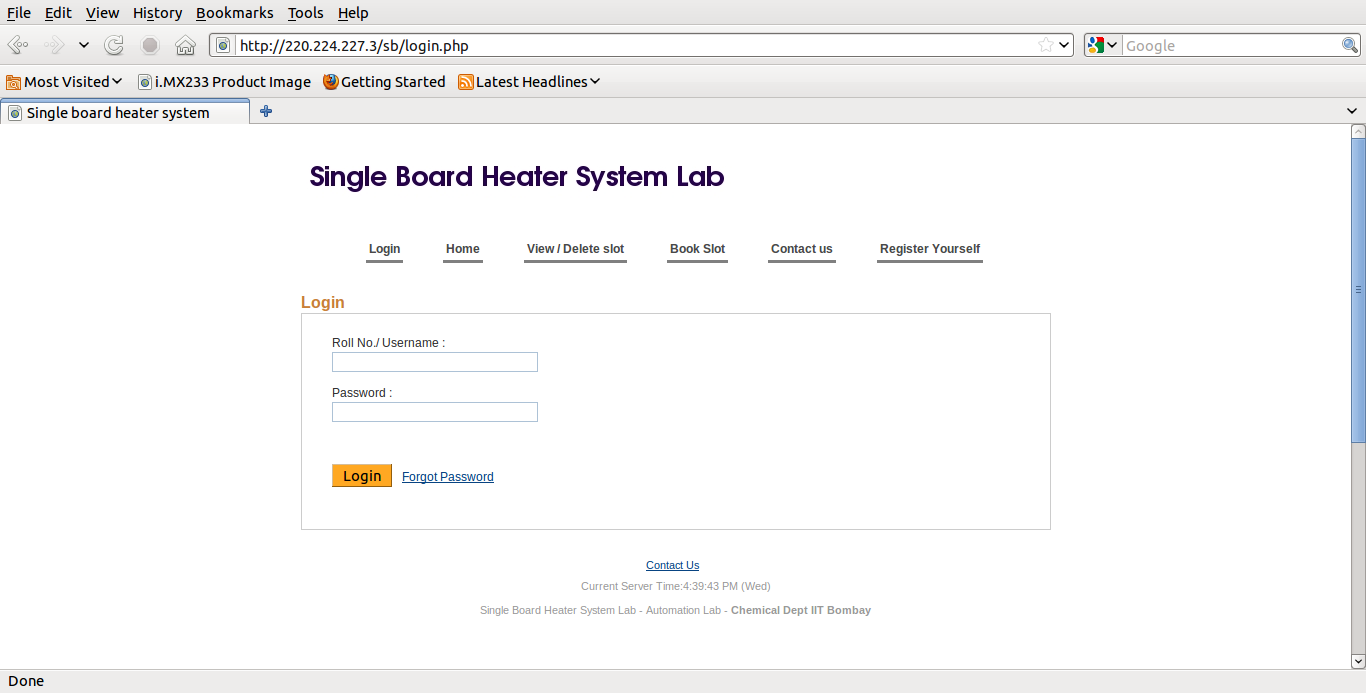 File Edit View History Bookmarks Tools Help
http://220.224.227.3/sb/login.php Google
Most Visited i.MX233 Product Image Getting Started Latest Headlines
Single board heater system
Single Board Heater System Lab
Login Home View / Delete slot Book Slot Contact us Register Yourself
Login
Roll No./ Username :
Password :
Login Forgot Password
Contact Us
Current Server Time:4:39:43 PM (Wed)
Single Board Heater System Lab - Automation Lab - Chemical Dept IIT Bombay
Done